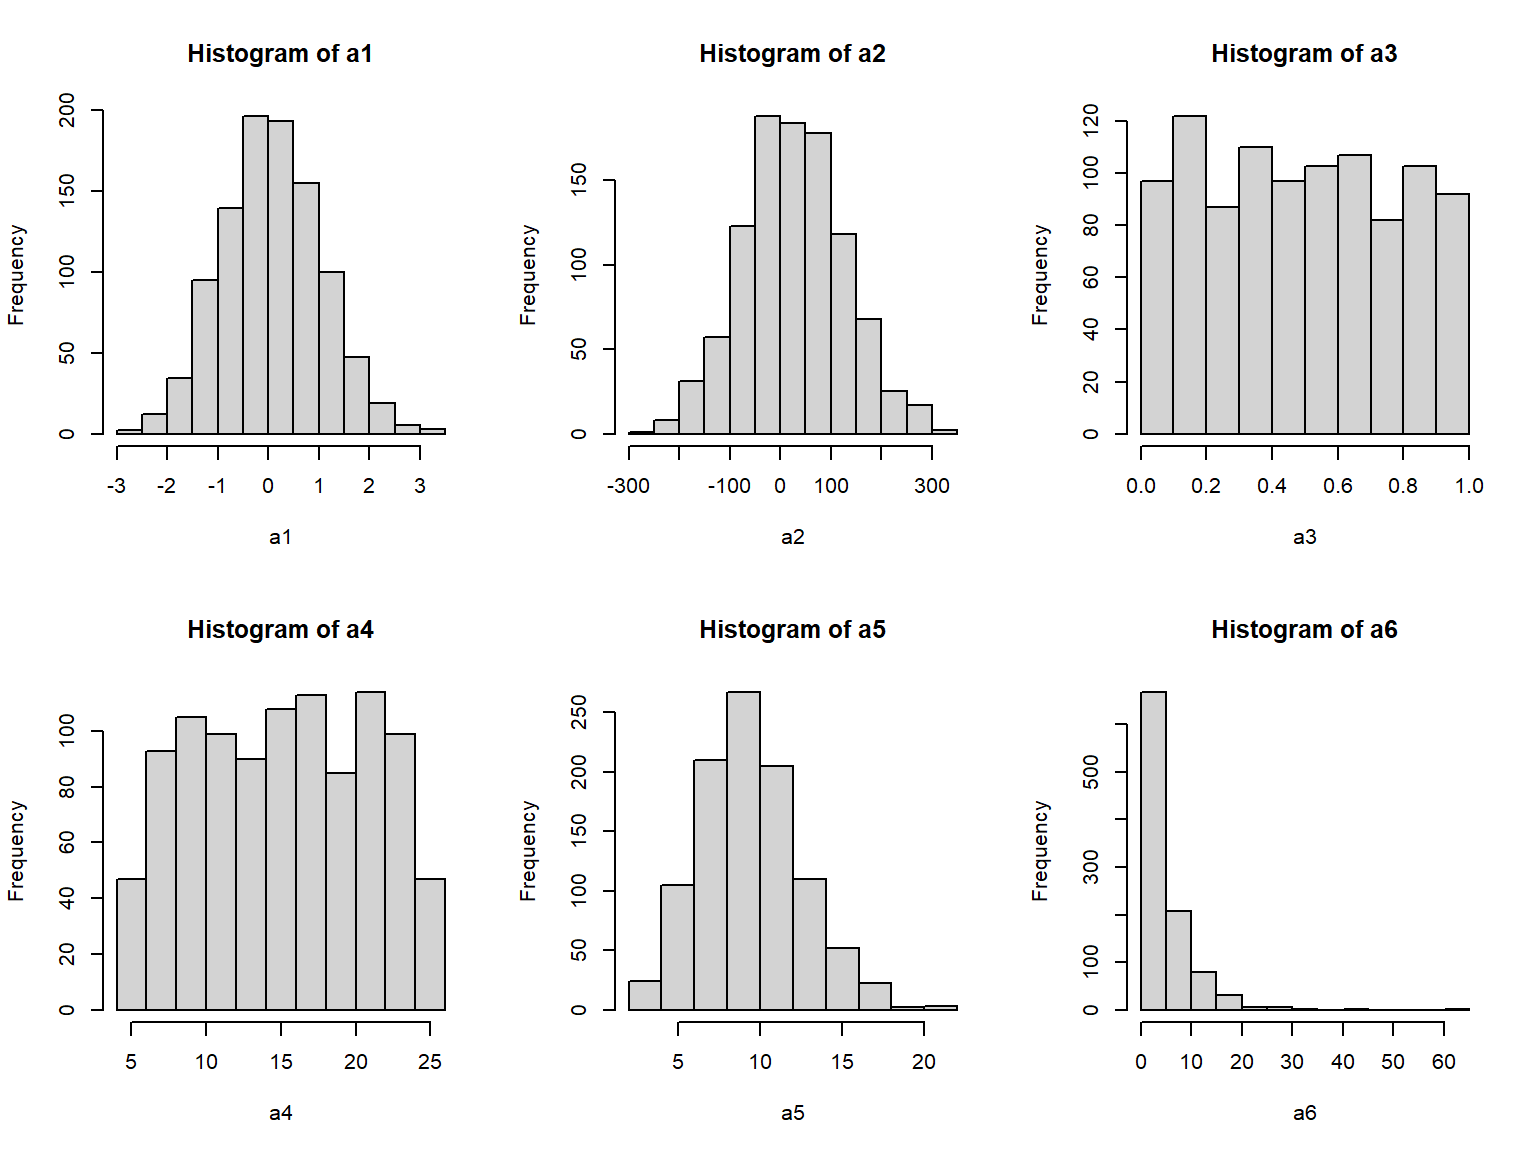 Histogram of a1
Frequency
0 50 100 150 200
-3 -2 -1 0 1 2 3
a1
Histogram of a2
Frequency
0 50 100 150
-300 -100 0 100 300
a2
Histogram of a3
Frequency
0 20 40 60 80 100 120
0.0 0.2 0.4 0.6 0.8 1.0
a3
Histogram of a4
Frequency
0 20 40 60 80 100
5 10 15 20 25
a4
Histogram of a5
Frequency
0 50 100 150 200 250
5 10 15 20
a5
Histogram of a6
Frequency
0 100 300 500
0 10 20 30 40 50 60
a6